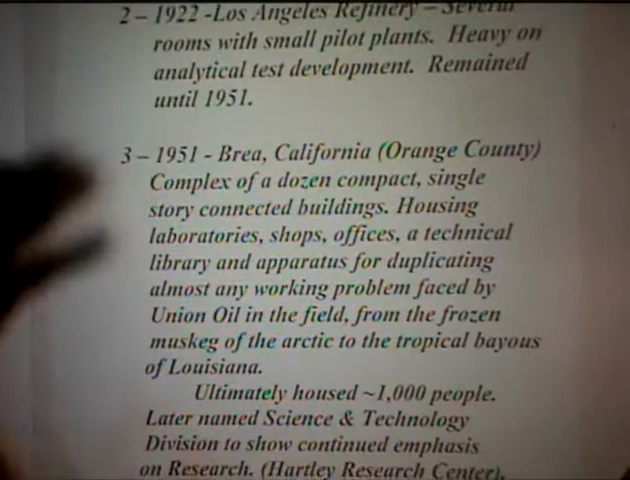 2 – 1922 -Los Angeles Refinery – Several
rooms with small pilot plants. Heavy on
analytical test development. Remained
until 1951.
3 – 1951 - Brea, California (Orange County)
Complex of a dozen compact, single
story connected buildings. Housing
laboratories, shops, offices, a technical
library and apparatus for duplicating
almost any working problem faced by
Union Oil in the field, from the frozen
muskeg of the arctic to the tropical bayous
of Louisiana.
Ultimately housed ~1,000 people.
Later named Science & Technology
Division to show continued emphasis
on Research. (Hartley Research Center).